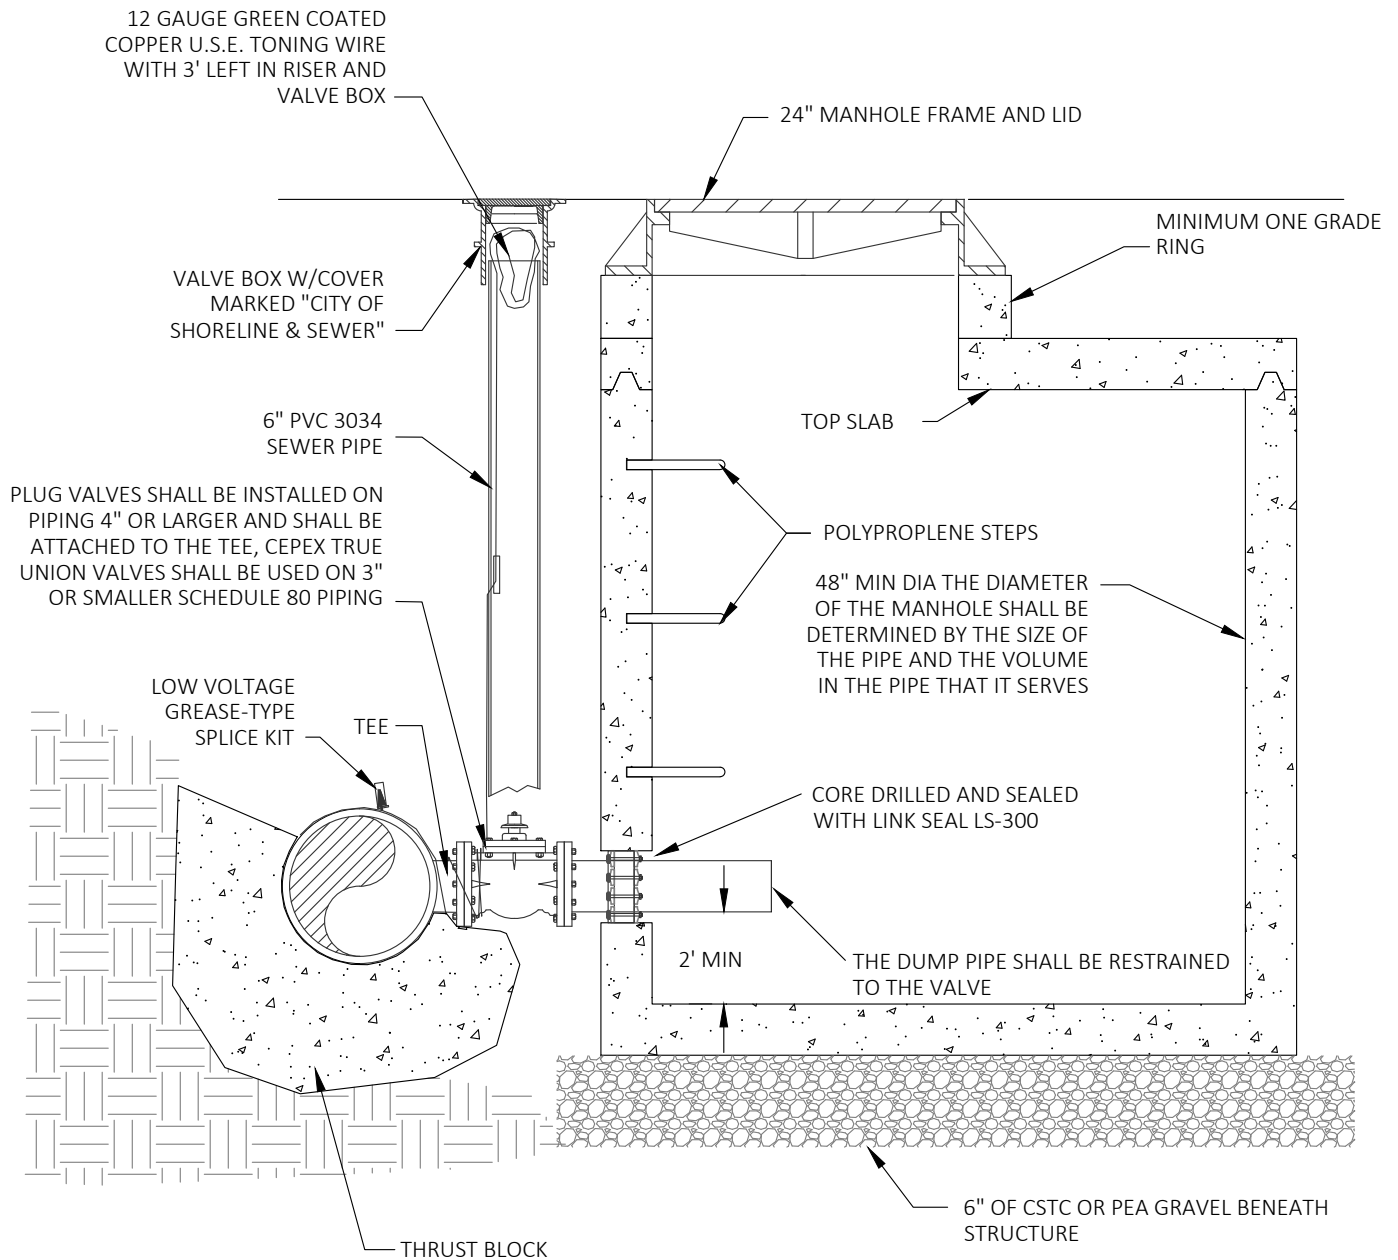 12 GAUGE GREEN COATED
COPPER U.S.E. TONING WIRE
WITH 3' LEFT IN RISER AND
VALVE BOX
24" MANHOLE FRAME AND LID
MINIMUM ONE GRADE
RING
VALVE BOX W/COVER
MARKED "CITY OF
SHORELINE & SEWER"
TOP SLAB
6" PVC 3034
SEWER PIPE
PLUG VALVES SHALL BE INSTALLED ON
PIPING 4" OR LARGER AND SHALL BE
ATTACHED TO THE TEE, CEPEX TRUE
UNION VALVES SHALL BE USED ON 3"
OR SMALLER SCHEDULE 80 PIPING
POLYPROPLENE STEPS
48" MIN DIA THE DIAMETER
OF THE MANHOLE SHALL BE
DETERMINED BY THE SIZE OF
THE PIPE AND THE VOLUME
IN THE PIPE THAT IT SERVES
LOW VOLTAGE
GREASE-TYPE
SPLICE KIT
TEE
CORE DRILLED AND SEALED
WITH LINK SEAL LS-300
2' MIN
THE DUMP PIPE SHALL BE RESTRAINED
TO THE VALVE
6" OF CSTC OR PEA GRAVEL BENEATH
STRUCTURE
THRUST BLOCK